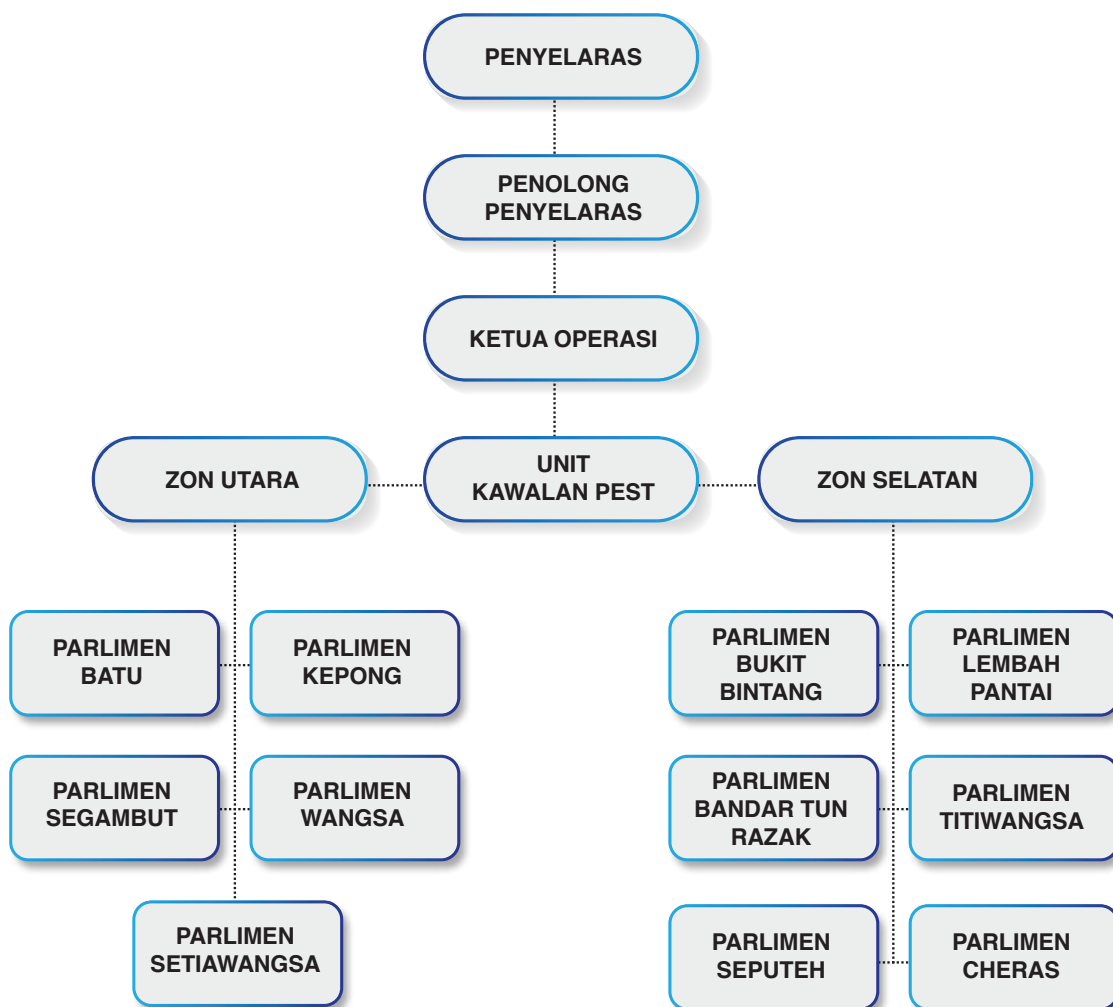 PENYELARAS
PENOLONG
PENYELARAS
KETUA OPERASI
ZON UTARA
UNIT
KAWALAN PEST
ZON SELATAN
PARLIMEN
BATU
PARLIMEN
KEPONG
PARLIMEN
SEGAMBUT
PARLIMEN
WANGSA
PARLIMEN
SETIAWANGSA
PARLIMEN
BUKIT
BINTANG
PARLIMEN
LEMBAH
PANTAI
PARLIMEN
BANDAR TUN
RAZAK
PARLIMEN
TITIWANGSA
PARLIMEN
SEPUTEH
PARLIMEN
CHERAS